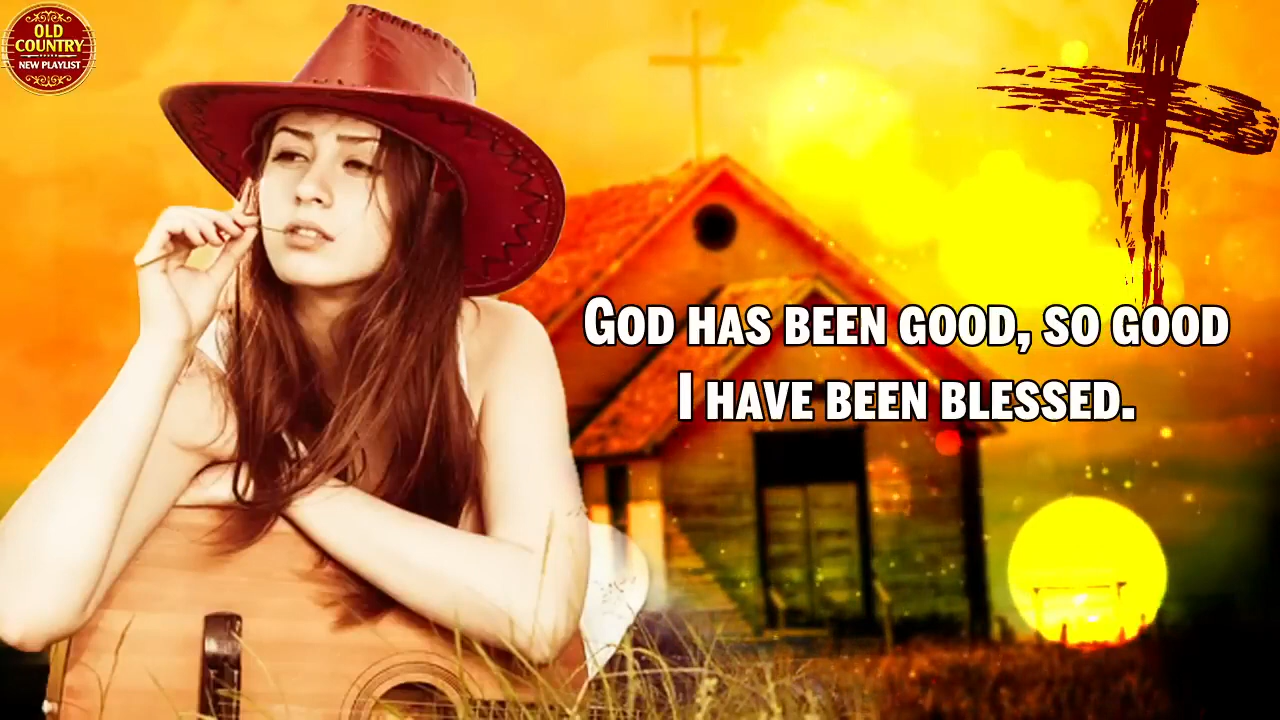 OLD
COUNTRY
NEW PLAYLIST
GOD HAS BEEN GOOD, SO GOOD
I HAVE BEEN BLESSED.